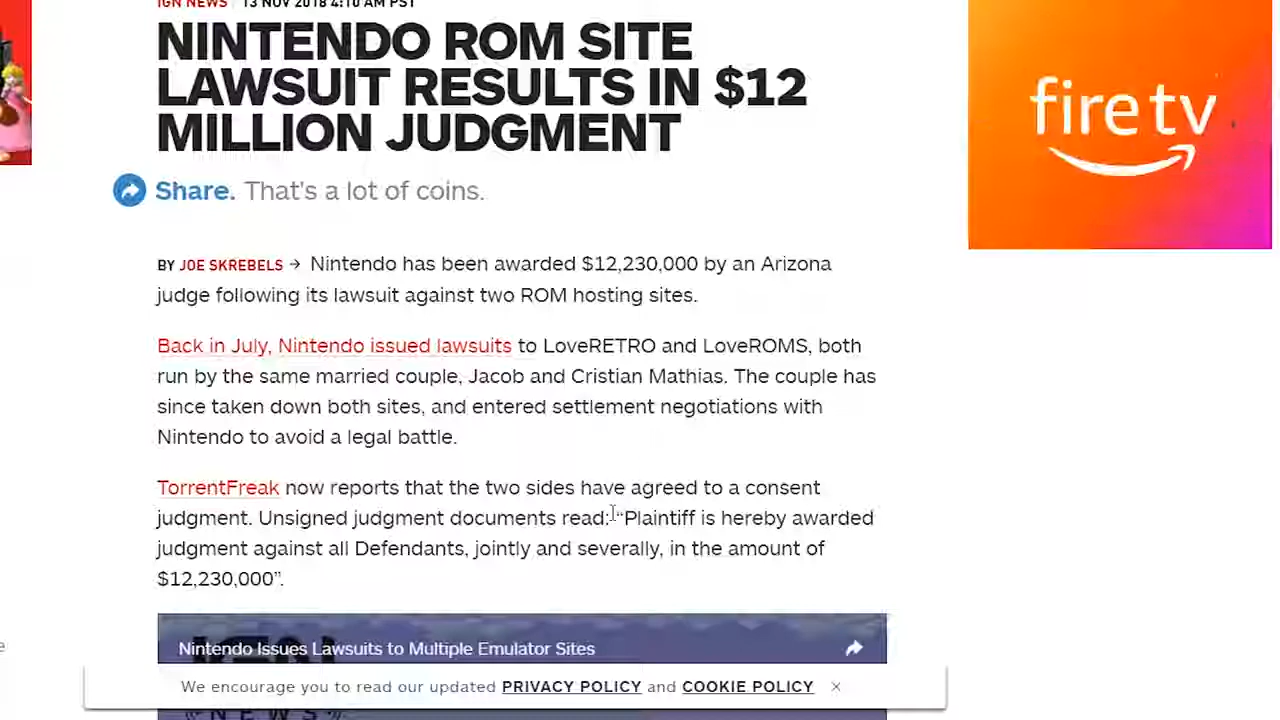 IGN NEWS / 13 NOV 2018 4:10 AM PST
NINTENDO ROM SITE
LAWSUIT RESULTS IN $12
MILLION JUDGMENT
Share. That's a lot of coins.
BY JOE SKREBELS → Nintendo has been awarded $12,230,000 by an Arizona
judge following its lawsuit against two ROM hosting sites.
Back in July, Nintendo issued lawsuits to LoveRETRO and LoveROMS, both
run by the same married couple, Jacob and Cristian Mathias. The couple has
since taken down both sites, and entered settlement negotiations with
Nintendo to avoid a legal battle.
TorrentFreak now reports that the two sides have agreed to a consent
judgment. Unsigned judgment documents read: “Plaintiff is hereby awarded
judgment against all Defendants, jointly and severally, in the amount of
$12,230,000”.
Nintendo Issues Lawsuits to Multiple Emulator Sites
We encourage you to read our updated PRIVACY POLICY and COOKIE POLICY ×
NEWS
fire tv